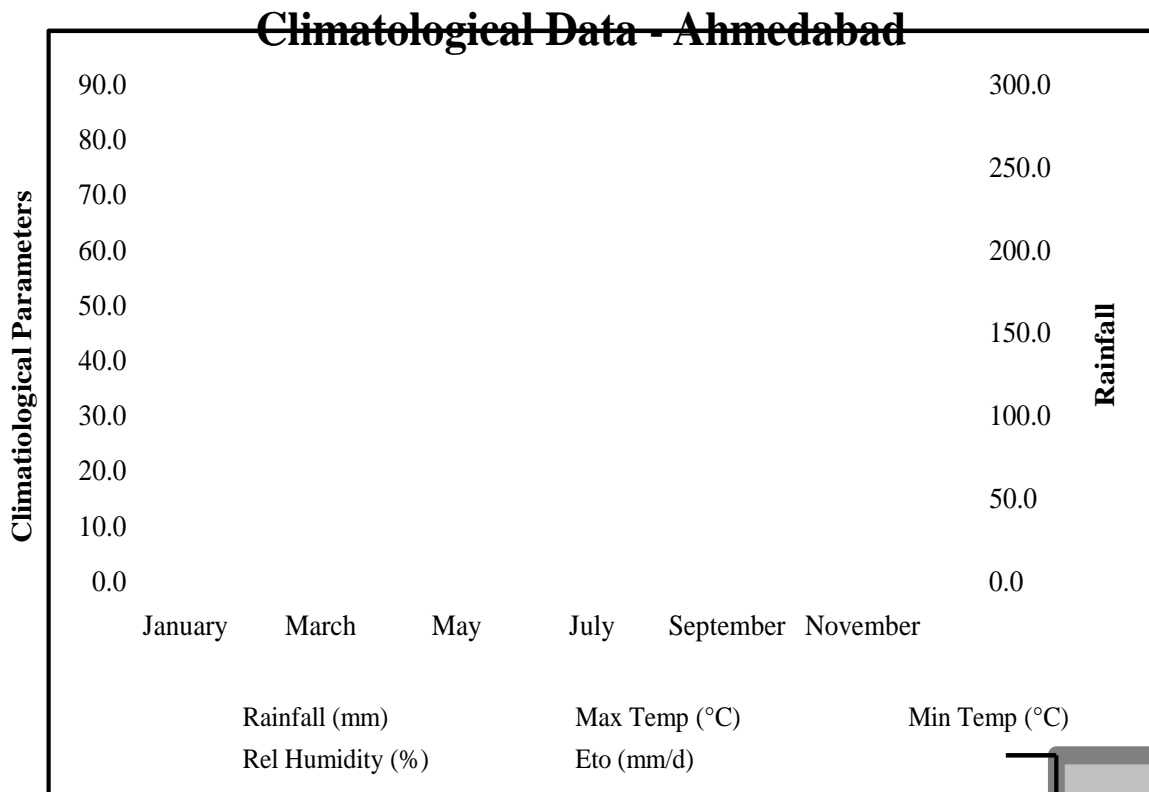 Climatological Data - Ahmedabad
90.0
80.0
70.0
60.0
50.0
40.0
30.0
20.0
10.0
0.0
Climatiological Parameters
300.0
250.0
200.0
150.0
100.0
50.0
0.0
Rainfall
January March May July September November
Rainfall (mm) Max Temp (°C) Min Temp (°C)
Rel Humidity (%) Eto (mm/d)